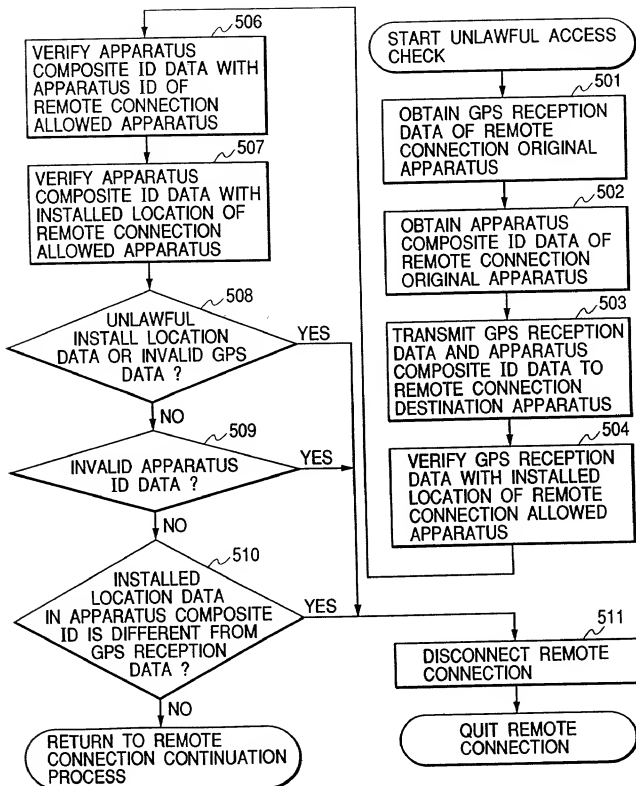 START UNLAWFUL ACCESS
CHECK
501
OBTAIN GPS RECEPTION
DATA OF REMOTE
CONNECTION ORIGINAL
APPARATUS
502
OBTAIN APPARATUS
COMPOSITE ID DATA OF
REMOTE CONNECTION
ORIGINAL APPARATUS
503
TRANSMIT GPS RECEPTION
DATA AND APPARATUS
COMPOSITE ID DATA TO
REMOTE CONNECTION
DESTINATION APPARATUS
504
VERIFY GPS RECEPTION
DATA WITH INSTALLED
LOCATION OF REMOTE
CONNECTION ALLOWED
APPARATUS
506
VERIFY APPARATUS
COMPOSITE ID DATA WITH
APPARATUS ID OF
REMOTE CONNECTION
ALLOWED APPARATUS
507
VERIFY APPARATUS
COMPOSITE ID DATA WITH
INSTALLED LOCATION OF
REMOTE CONNECTION
ALLOWED APPARATUS
508
UNLAWFUL
INSTALL LOCATION
DATA OR INVALID GPS
DATA ?
YES
NO
509
INVALID APPARATUS
ID DATA ?
YES
NO
510
INSTALLED
LOCATION DATA
IN APPARATUS COMPOSITE
ID IS DIFFERENT FROM
GPS RECEPTION
DATA ?
YES
NO
RETURN TO REMOTE
CONNECTION CONTINUATION
PROCESS
511
DISCONNECT REMOTE
CONNECTION
QUIT REMOTE
CONNECTION